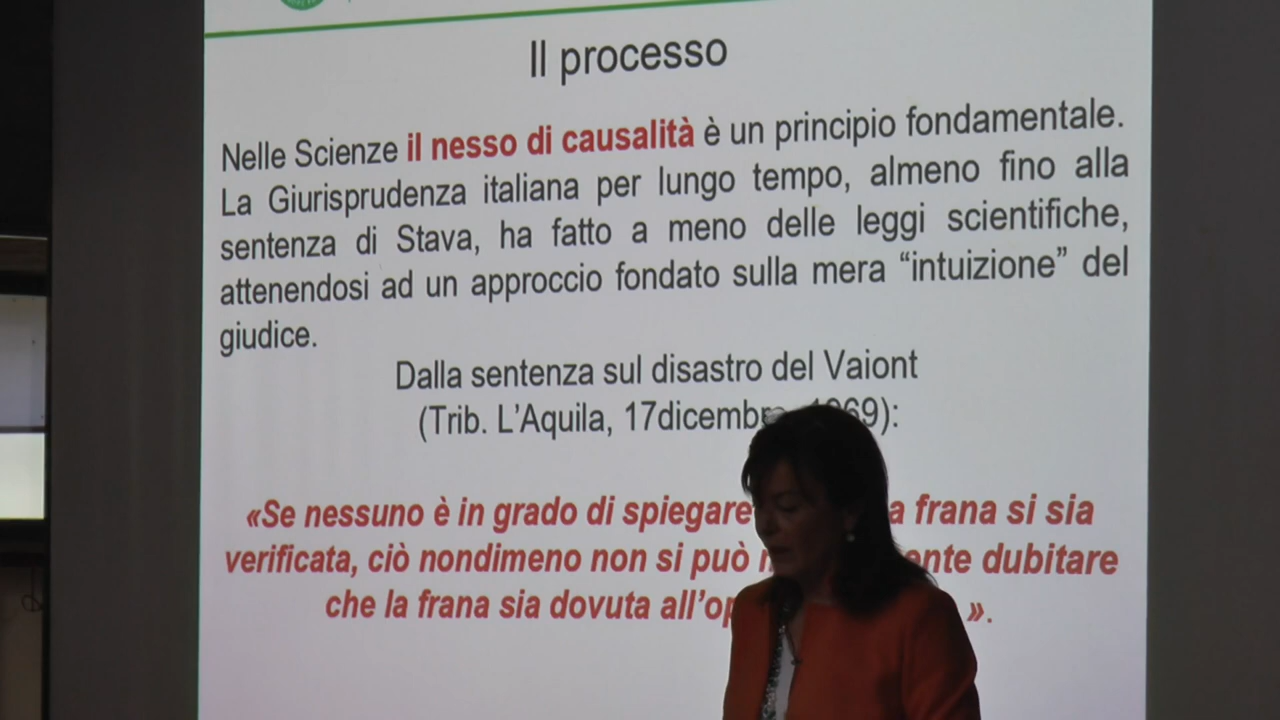 Il processo
Nelle Scienze il nesso di causalità è un principio fondamentale.
La Giurisprudenza italiana per lungo tempo, almeno fino alla
sentenza di Stava, ha fatto a meno delle leggi scientifiche,
attenendosi ad un approccio fondato sulla mera “intuizione” del
giudice.
Dalla sentenza sul disastro del Vaiont
(Trib. L’Aquila, 17dicembre 1969):
«Se nessuno è in grado di spiegare a frana si sia
verificata, ciò nondimeno non si può dubitare
che la frana sia dovuta ».